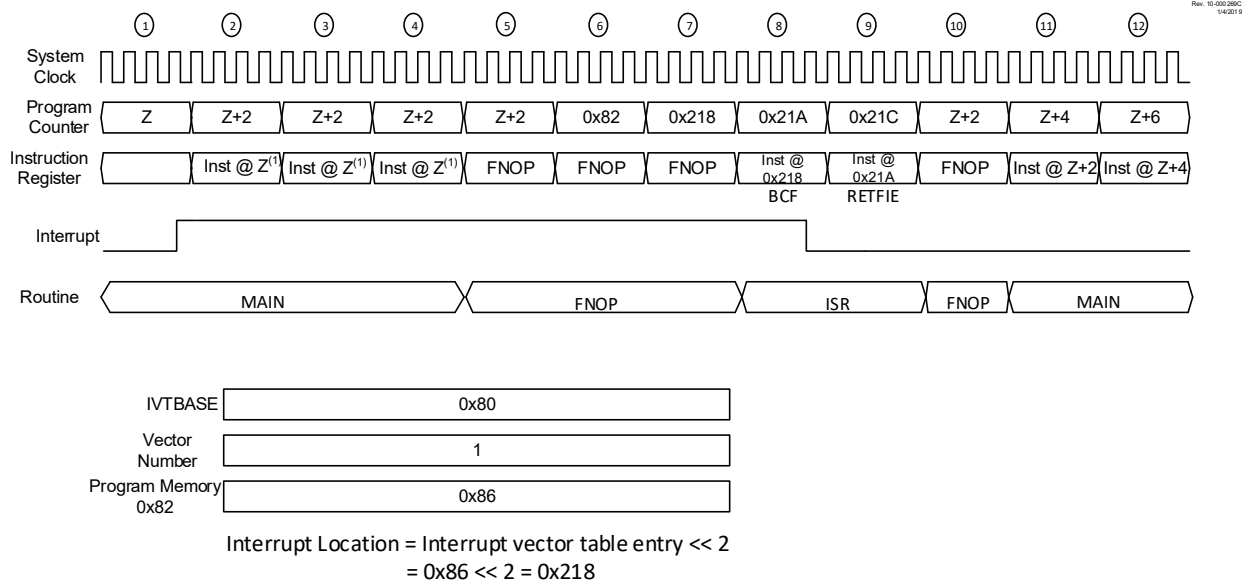 Rev. 10-000269C
1/4/2019
1 2 3 4 5 6 7 8 9 10 11 12
System
Clock
Program
Counter
Z Z+2 Z+2 Z+2 Z+2 0x82 0x218 0x21A 0x21C Z+2 Z+4 Z+6
Instruction
Register
Inst @ Z(1) Inst @ Z(1) Inst @ Z(1) FNOP FNOP FNOP Inst @ 0x218 Inst @ 0x21A FNOP Inst @ Z+2 Inst @ Z+4
BCF RETFIE
Interrupt
Routine
MAIN FNOP ISR FNOP MAIN
IVTBASE 0x80
Vector
Number
1
Program Memory
0x82
0x86
Interrupt Location = Interrupt vector table entry << 2
= 0x86 << 2 = 0x218